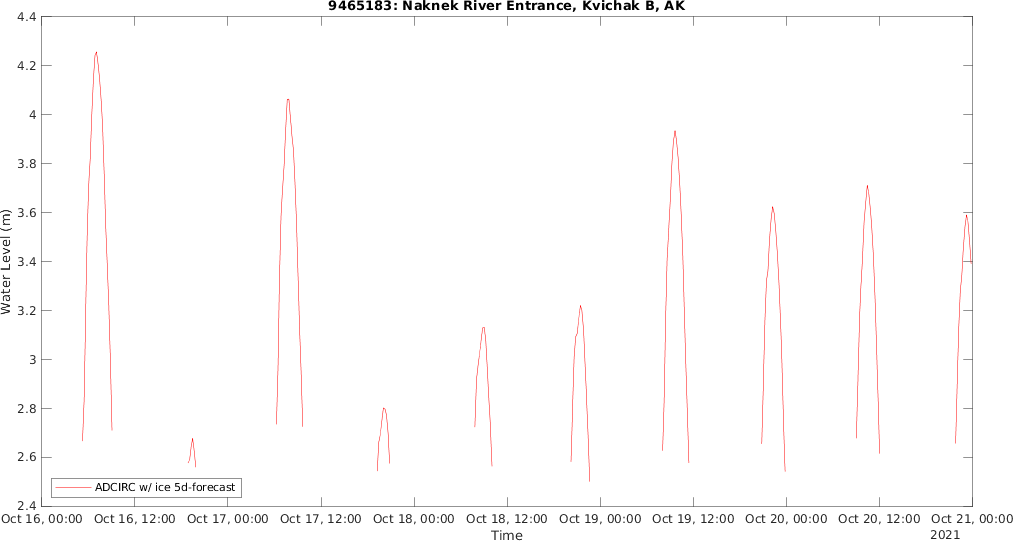 9465183: Naknek River Entrance, Kvichak B, AK
4.4
4.2
4
3.8
3.6
3.4
3.2
3
2.8
2.6
2.4
Water Level (m)
ADCIRC w/ ice 5d-forecast
Oct 16, 00:00 Oct 16, 12:00 Oct 17, 00:00 Oct 17, 12:00 Oct 18, 00:00 Oct 18, 12:00 Oct 19, 00:00 Oct 19, 12:00 Oct 20, 00:00 Oct 20, 12:00 Oct 21, 00:00
Time
2021